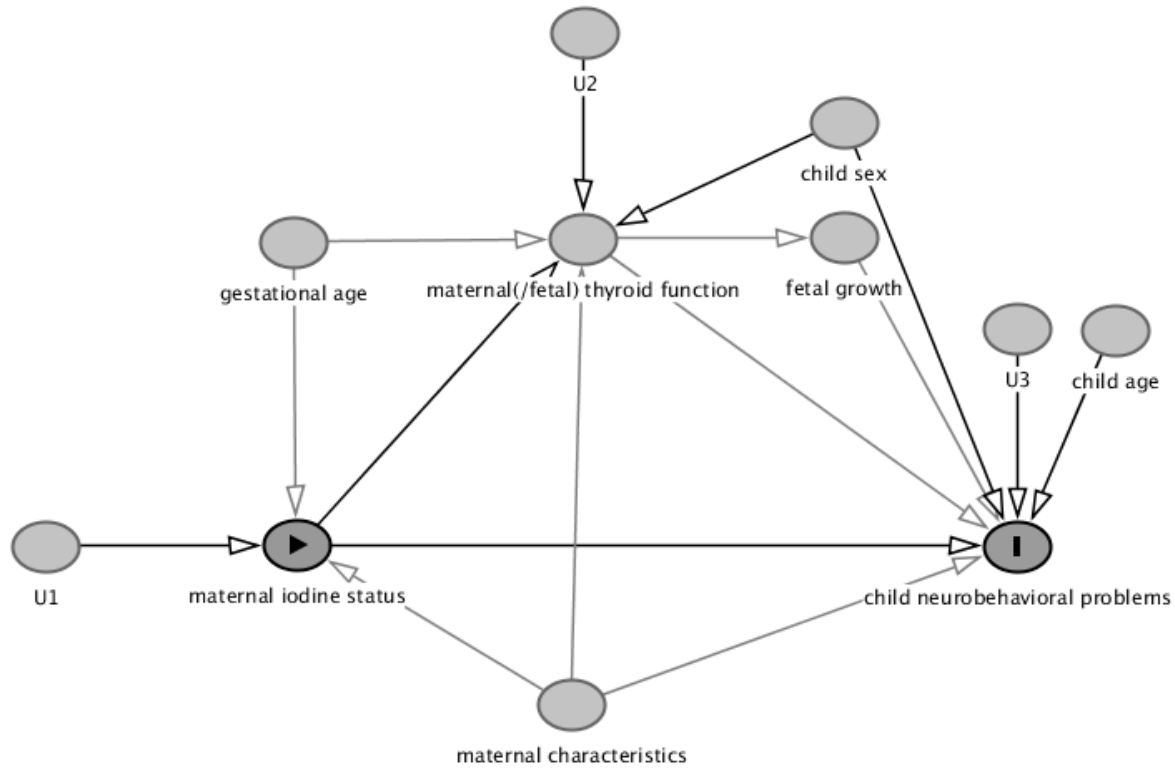 U2
child sex
gestational age
maternal(/fetal) thyroid function
fetal growth
U3
child age
U1
maternal iodine status
child neurobehavioral problems
maternal characteristics